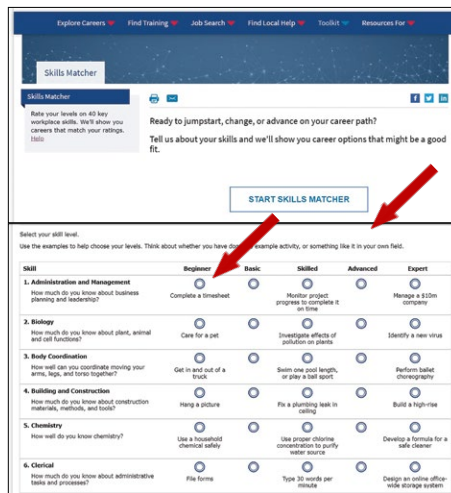 Explore Careers Find Training Job Search Find Local Help Toolkit Resources For
Skills Matcher
Skills Matcher
Rate your levels on 40 key
workplace skills. We'll show you
careers that match your ratings.
Help
Ready to jumpstart, change, or advance on your career path?
Tell us about your skills and we'll show you career options that might be a good
fit.
START SKILLS MATCHER
Select your skill level.
Use the examples to help choose your levels. Think about whether you have example activity, or something like it in your own field.
Skill Beginner Basic Skilled Advanced Expert
1. Administration and Management
How much do you know about business
planning and leadership?
Complete a timesheet
Monitor project
progress to complete it
on time
Manage a $10m
company
2. Biology
How much do you know about plant, animal
and cell functions?
Care for a pet
Investigate effects of
pollution on plants
Identify a new virus
3. Body Coordination
How well can you coordinate moving your
arms, legs, and torso together?
Get in and out of a
truck
Swim one pool length,
or play a ball sport
Perform ballet
choreography
4. Building and Construction
How much do you know about construction
materials, methods, and tools?
Hang a picture
Fix a plumbing leak in
ceiling
Build a high-rise
5. Chemistry
How well do you know chemistry?
Use a household
chemical safely
Use proper chlorine
concentration to purify
water source
Develop a formula for a
safe cleaner
6. Clerical
How much do you know about administrative
tasks and processes?
File forms
Type 30 words per
minute
Design an online office-
wide storage system